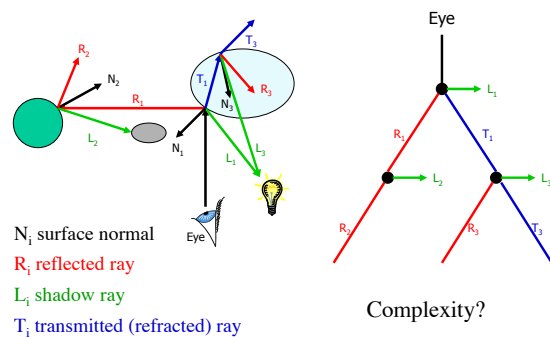 R₂
N₂
R₁
L₂
N₁
T₁
T₃
R₃
N₃
L₁
L₃
Eye
Nᵢ surface normal
Rᵢ reflected ray
Lᵢ shadow ray
Tᵢ transmitted (refracted) ray
Eye
L₁
R₁
T₁
L₂
L₃
R₂
R₃
T₃
Complexity?